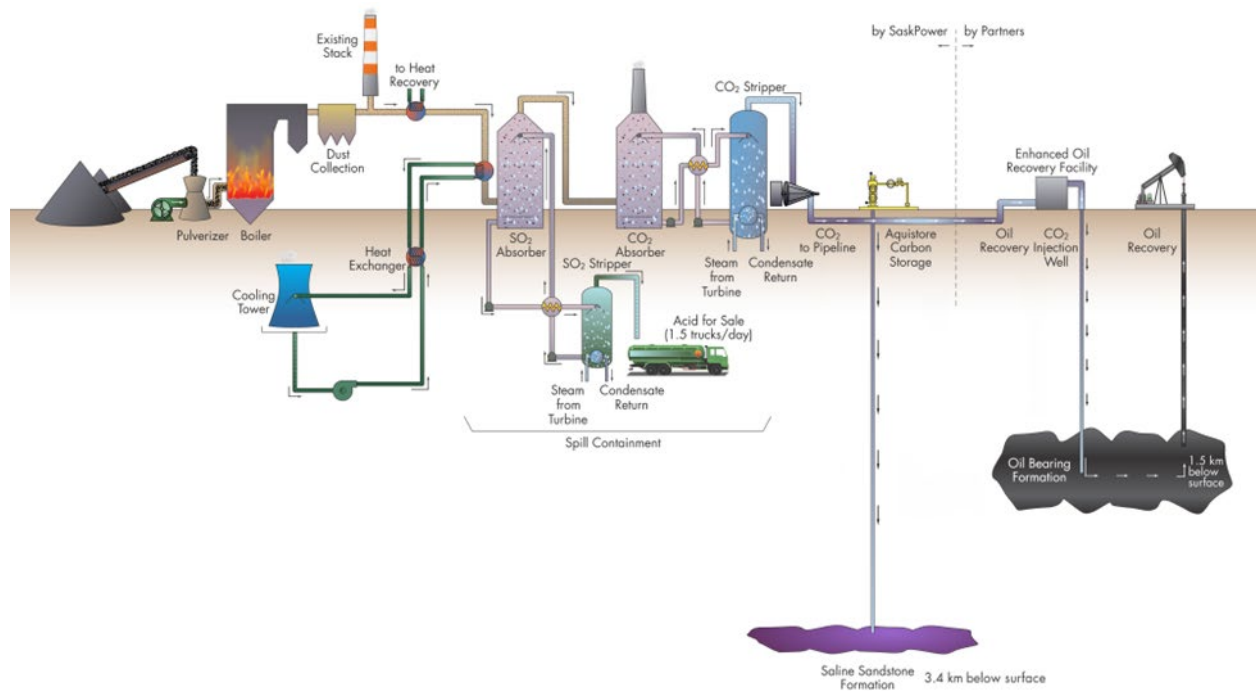 by SaskPower
by Partners
Existing
Stack
to Heat
Recovery
CO₂ Stripper
Dust
Collection
Enhanced Oil
Recovery Facility
Pulverizer
Boiler
SO₂
Absorber
CO₂
Absorber
Steam
from
Turbine
Condensate
Return
CO₂
to Pipeline
Aquistore
Carbon
Storage
Oil
Recovery
CO₂
Injection
Well
Oil
Recovery
Heat
Exchanger
SO₂ Stripper
Cooling
Tower
Acid for Sale
(1.5 trucks/day)
Steam
from
Turbine
Condensate
Return
Spill Containment
Oil Bearing
Formation
1.5 km
below
surface
Saline Sandstone
Formation
3.4 km below surface